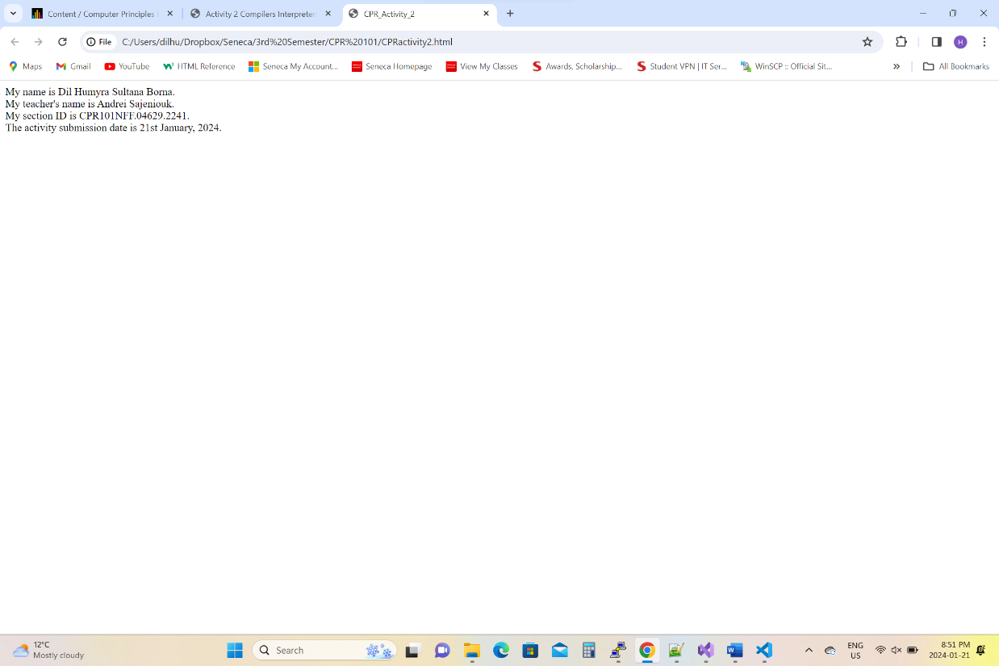 Content / Computer Principles
Activity 2 Compilers Interpreter
CPR_Activity_2
File
C:/Users/dilhu/Dropbox/Seneca/3rd%20Semester/CPR%20101/CPRactivity2.html
H
Maps
Gmail
YouTube
HTML Reference
Seneca My Account...
Seneca Homepage
View My Classes
Awards, Scholarship...
Student VPN | IT Ser...
WinSCP :: Official Sit...
»
All Bookmarks
My name is Dil Humyra Sultana Borna.
My teacher's name is Andrei Sajeniouk.
My section ID is CPR101NFF.04629.2241.
The activity submission date is 21st January, 2024.
12°C
Mostly cloudy
Search
ENG
US
8:51 PM
2024-01-21